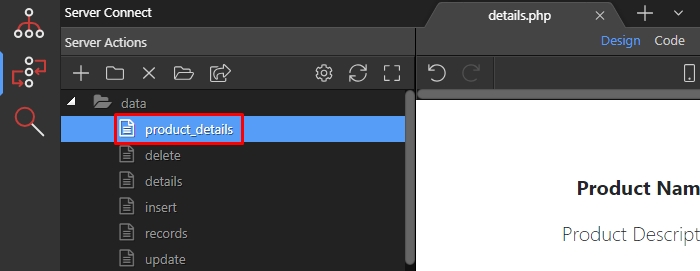 Server Connect
Server Actions
data
product_details
delete
details
insert
records
update
details.php
Design Code
Product Nam
Product Descript